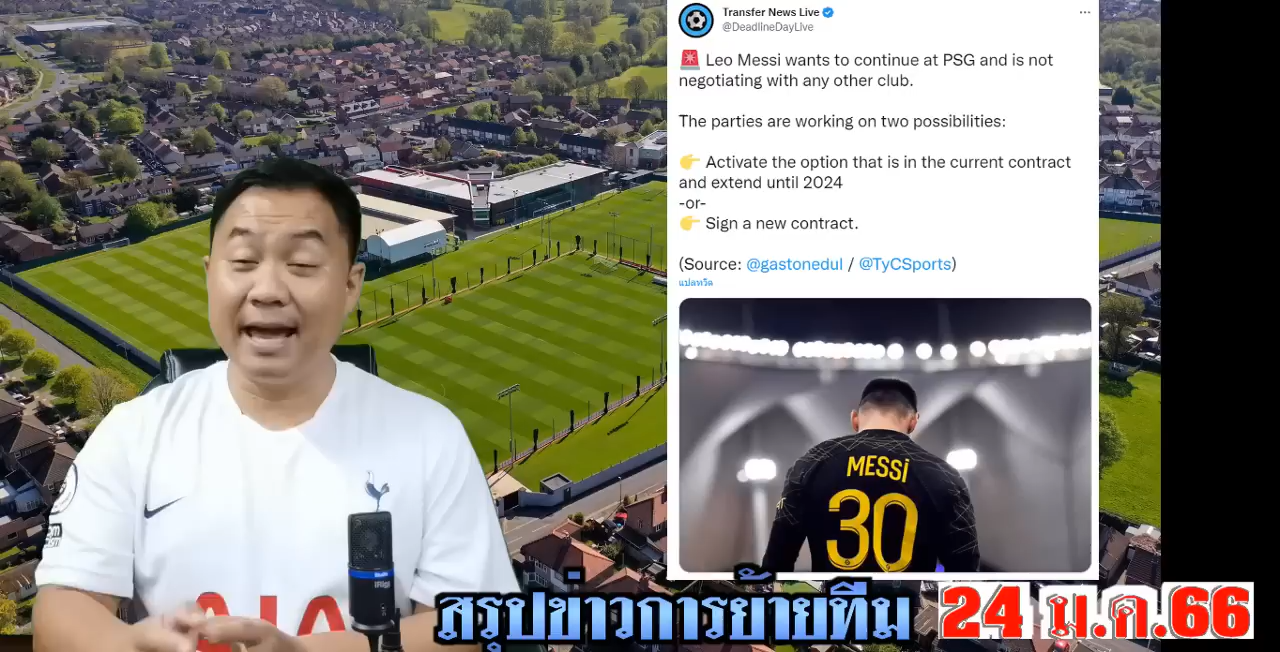 Transfer News Live
@DeadlineDayLive
Leo Messi wants to continue at PSG and is not
negotiating with any other club.
The parties are working on two possibilities:
Activate the option that is in the current contract
and extend until 2024
-or-
Sign a new contract.
(Source: @gastonedul / @TyCSports)
แปลทวีต
MESSi
30
AIA
สรุปข่าวการย้ายทีม 24 ม.ค.66